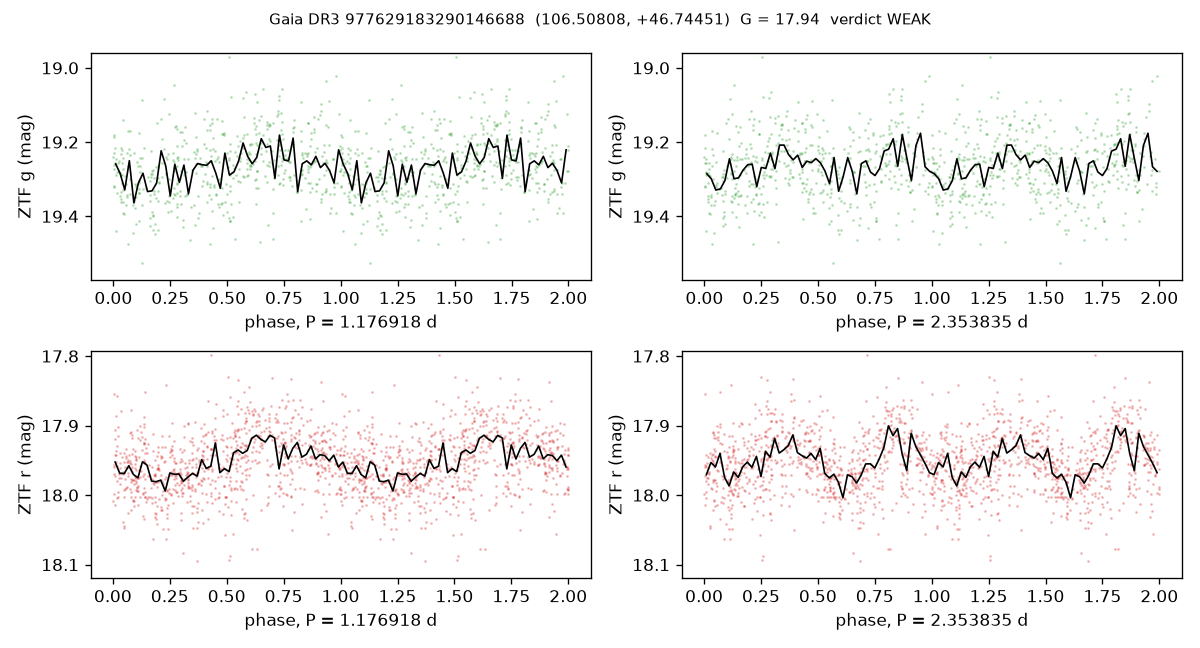 Gaia DR3 977629183290146688  (106.50808, +46.74451)  G = 17.94  verdict WEAK
ZTF g (mag)
19.0
19.2
19.4
0.00 0.25 0.50 0.75 1.00 1.25 1.50 1.75 2.00
phase, P = 1.176918 d
ZTF g (mag)
19.0
19.2
19.4
0.00 0.25 0.50 0.75 1.00 1.25 1.50 1.75 2.00
phase, P = 2.353835 d
ZTF r (mag)
17.8
17.9
18.0
18.1
0.00 0.25 0.50 0.75 1.00 1.25 1.50 1.75 2.00
phase, P = 1.176918 d
ZTF r (mag)
17.8
17.9
18.0
18.1
0.00 0.25 0.50 0.75 1.00 1.25 1.50 1.75 2.00
phase, P = 2.353835 d